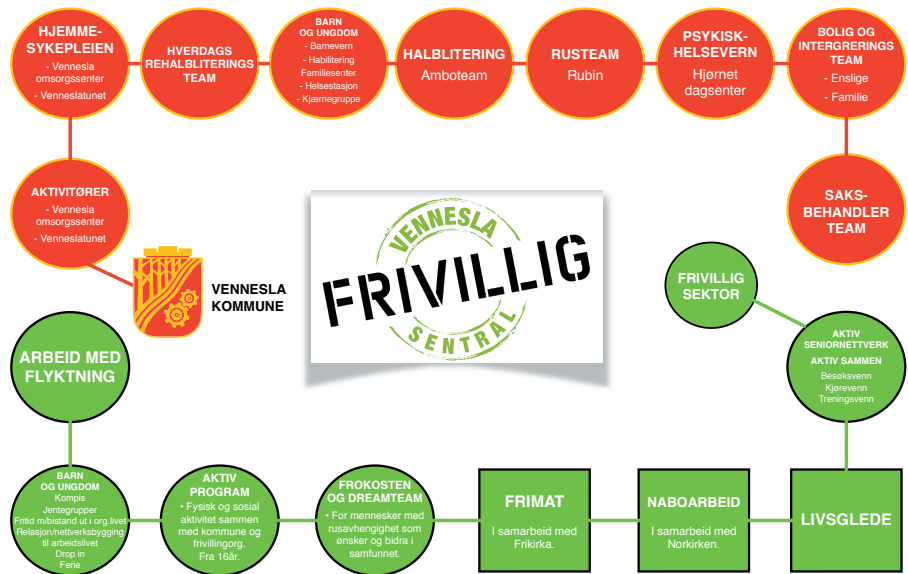 HJEMME-
SYKEPLEIEN
- Vennesla
omsorgssenter
- Venneslatunet
HVERDAGS
REHALBLITERINGS
TEAM
BARN
OG UNGDOM
- Barnevern
- Habilitering
Familiesenter
- Helsestasjon
- Kjærnegruppe
HALBLITERING
Amboteam
RUSTEAM
Rubin
PSYKISK-
HELSEVERN
Hjørnet
dagsenter
BOLIG OG
INTERGRERINGS
TEAM
- Enslige
- Familie
AKTIVITØRER
- Vennesla
omsorgssenter
- Venneslatunet
SAKS-
BEHANDLER
TEAM
VENNESLA
KOMMUNE
VENNESLA
FRIVILLIG
SENTRAL
FRIVILLIG
SEKTOR
ARBEID MED
FLYKTNING
AKTIV
SENIORNETTVERK
AKTIV SAMMEN
Besøksvenn
Kjørevenn
Treningsvenn
BARN
OG UNGDOM
Kompis
Jentegrupper
Fritid m/bistand ut i org.livet
Relasjon/nettverksbygging
til arbeidslivet
Drop in
Ferie
AKTIV
PROGRAM
• Fysisk og sosial
aktivitet sammen
med kommune og
frivillingorg.
Fra 16år.
FROKOSTEN
OG DREAMTEAM
• For mennesker med
rusavhengighet som
ønsker og bidra i
samfunnet.
FRIMAT
I samarbeid med
Frikirka.
NABOARBEID
I samarbeid med
Norkirken.
LIVSGLEDE